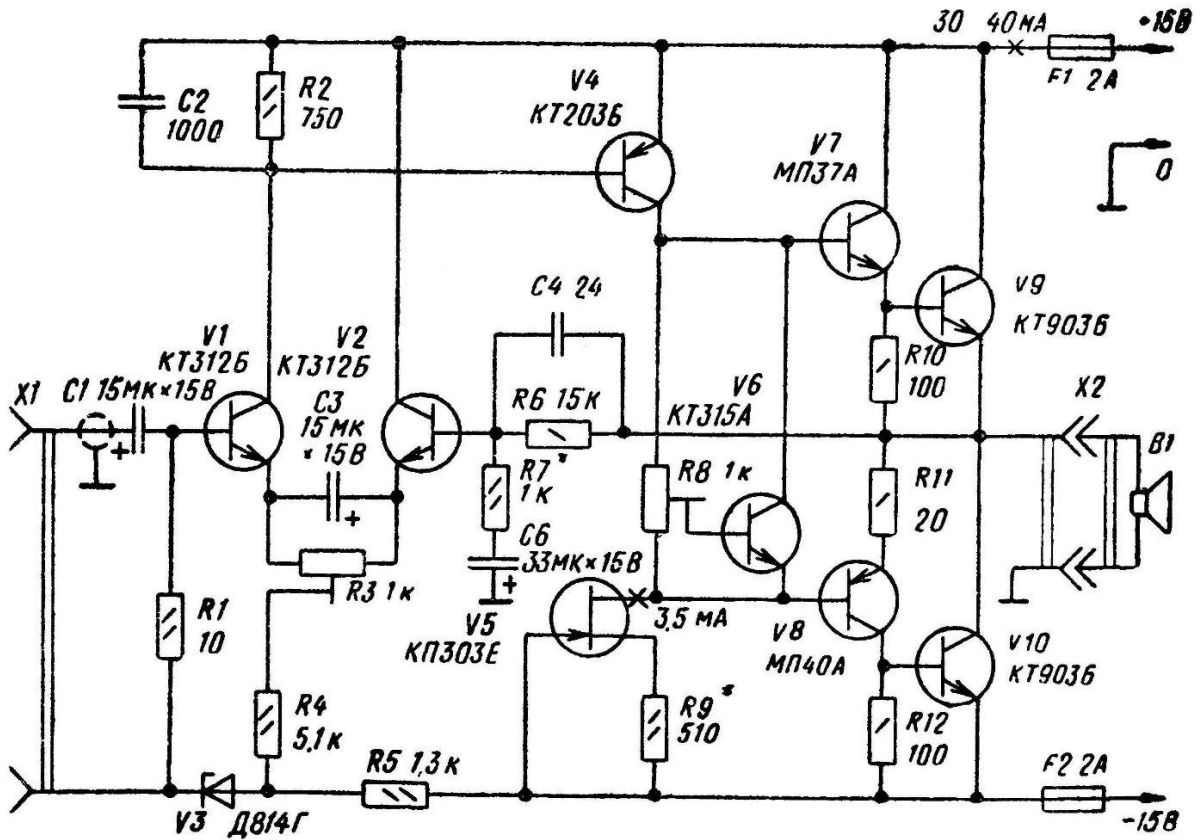 30 40 мА
+15В
F1 2А
C2
1000
R2
750
V4
КТ203Б
V7
МП37А
0
C4 24
V9
КТ903Б
V1
КТ312Б
V2
КТ312Б
R10
100
X1
C1 15МК×15В
C3
15 МК
×15В
R6 15К
V6
КТ315А
X2
B1
R7*
1К
R8 1К
R11
20
C6
33МК×15В
R3 1К
R1
10
V5
КП303Е
3,5 мА
V8
МП40А
V10
КТ903Б
R4
5,1К
R9*
510
R12
100
R5 1,3 К
F2 2А
V3 Д814Г
-15В